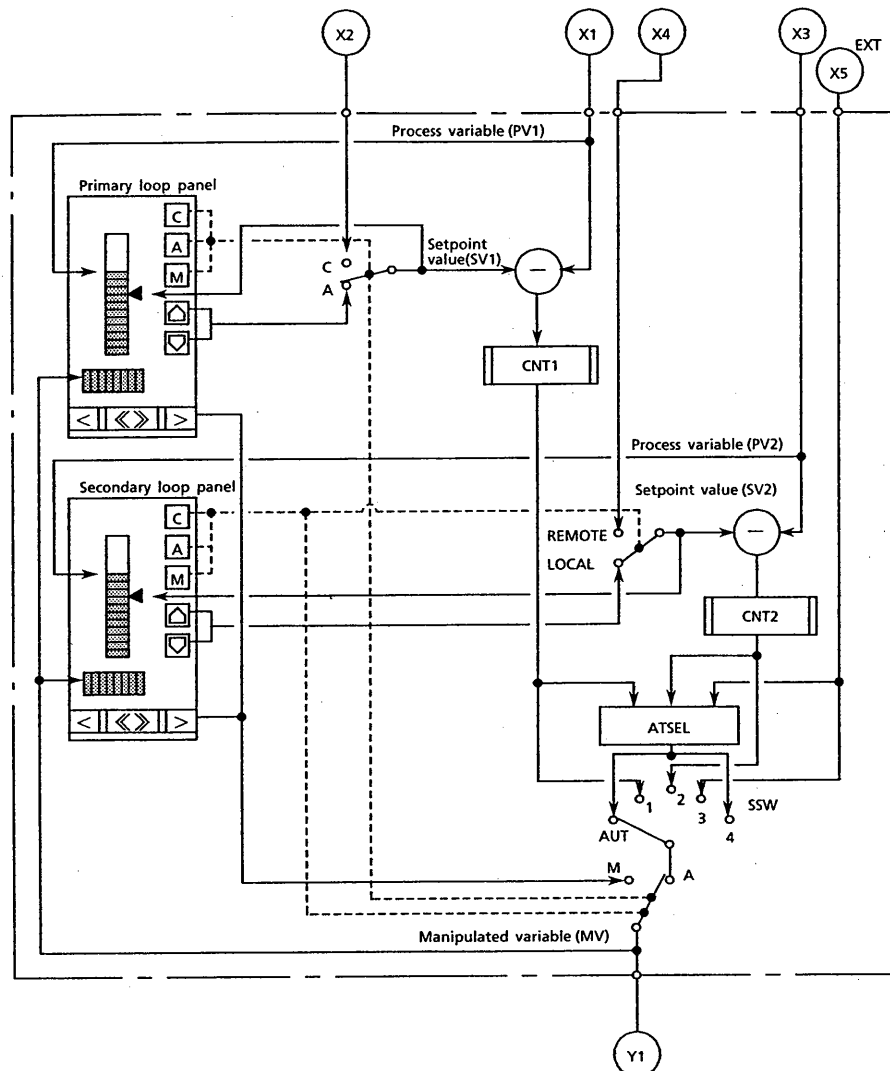 X2
X1
X4
X3
EXT
X5
Process variable (PV1)
Primary loop panel
C
A
M
C
A
Setpoint
value(SV1)
−
CNT1
< ≪ ≫ >
Process variable (PV2)
Secondary loop panel
C
A
M
Setpoint value (SV2)
REMOTE
LOCAL
−
CNT2
< ≪ ≫ >
ATSEL
1 2 3 4 SSW
AUT
M
A
Manipulated variable (MV)
Y1